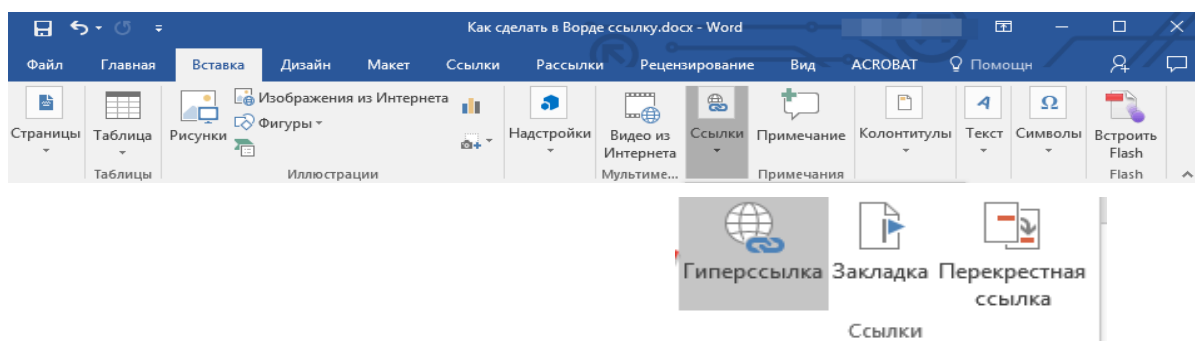 Как сделать в Ворде ссылку.docx - Word
Файл Главная Вставка Дизайн Макет Ссылки Рассылки Рецензирование Вид ACROBAT Помощн
Страницы Таблица Рисунки Изображения из Интернета Фигуры Надстройки Видео из Интернета Ссылки Примечание Колонтитулы Текст Символы Встроить Flash
Таблицы Иллюстрации Мультиме... Примечания Flash
Гиперссылка Закладка Перекрестная
ссылка
Ссылки